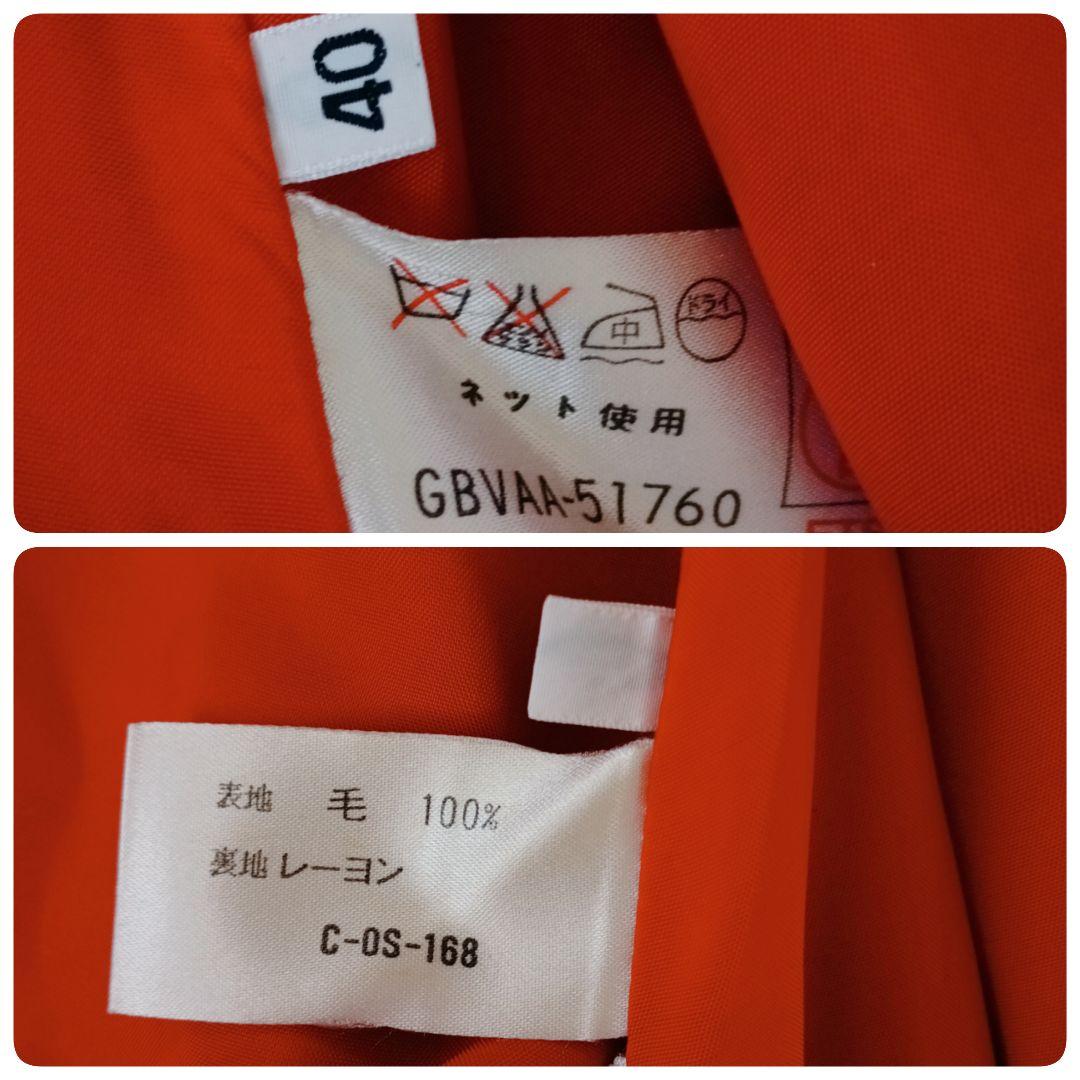 40
中 ドライ
ネット使用
GBVAA-51760
表地 毛 100%
裏地 レーヨン
C-OS-168